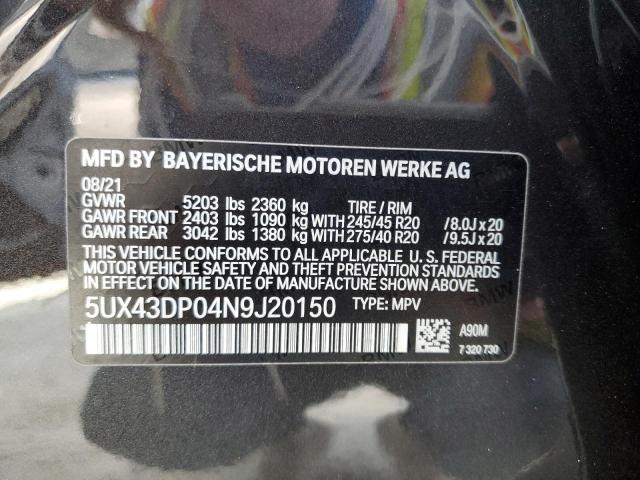 MFD BY BAYERISCHE MOTOREN WERKE AG
08/21
GVWR 5203 lbs 2360 kg TIRE / RIM
GAWR FRONT 2403 lbs 1090 kg WITH 245/45 R20 / 8.0J x 20
GAWR REAR 3042 lbs 1380 kg WITH 275/40 R20 / 9.5J x 20
THIS VEHICLE CONFORMS TO ALL APPLICABLE U. S. FEDERAL
MOTOR VEHICLE SAFETY AND THEFT PREVENTION STANDARDS
IN EFFECT ON THE DATE OF MANUFACTURE SHOWN ABOVE.
5UX43DP04N9J20150 TYPE: MPV
A90M
7 320 730